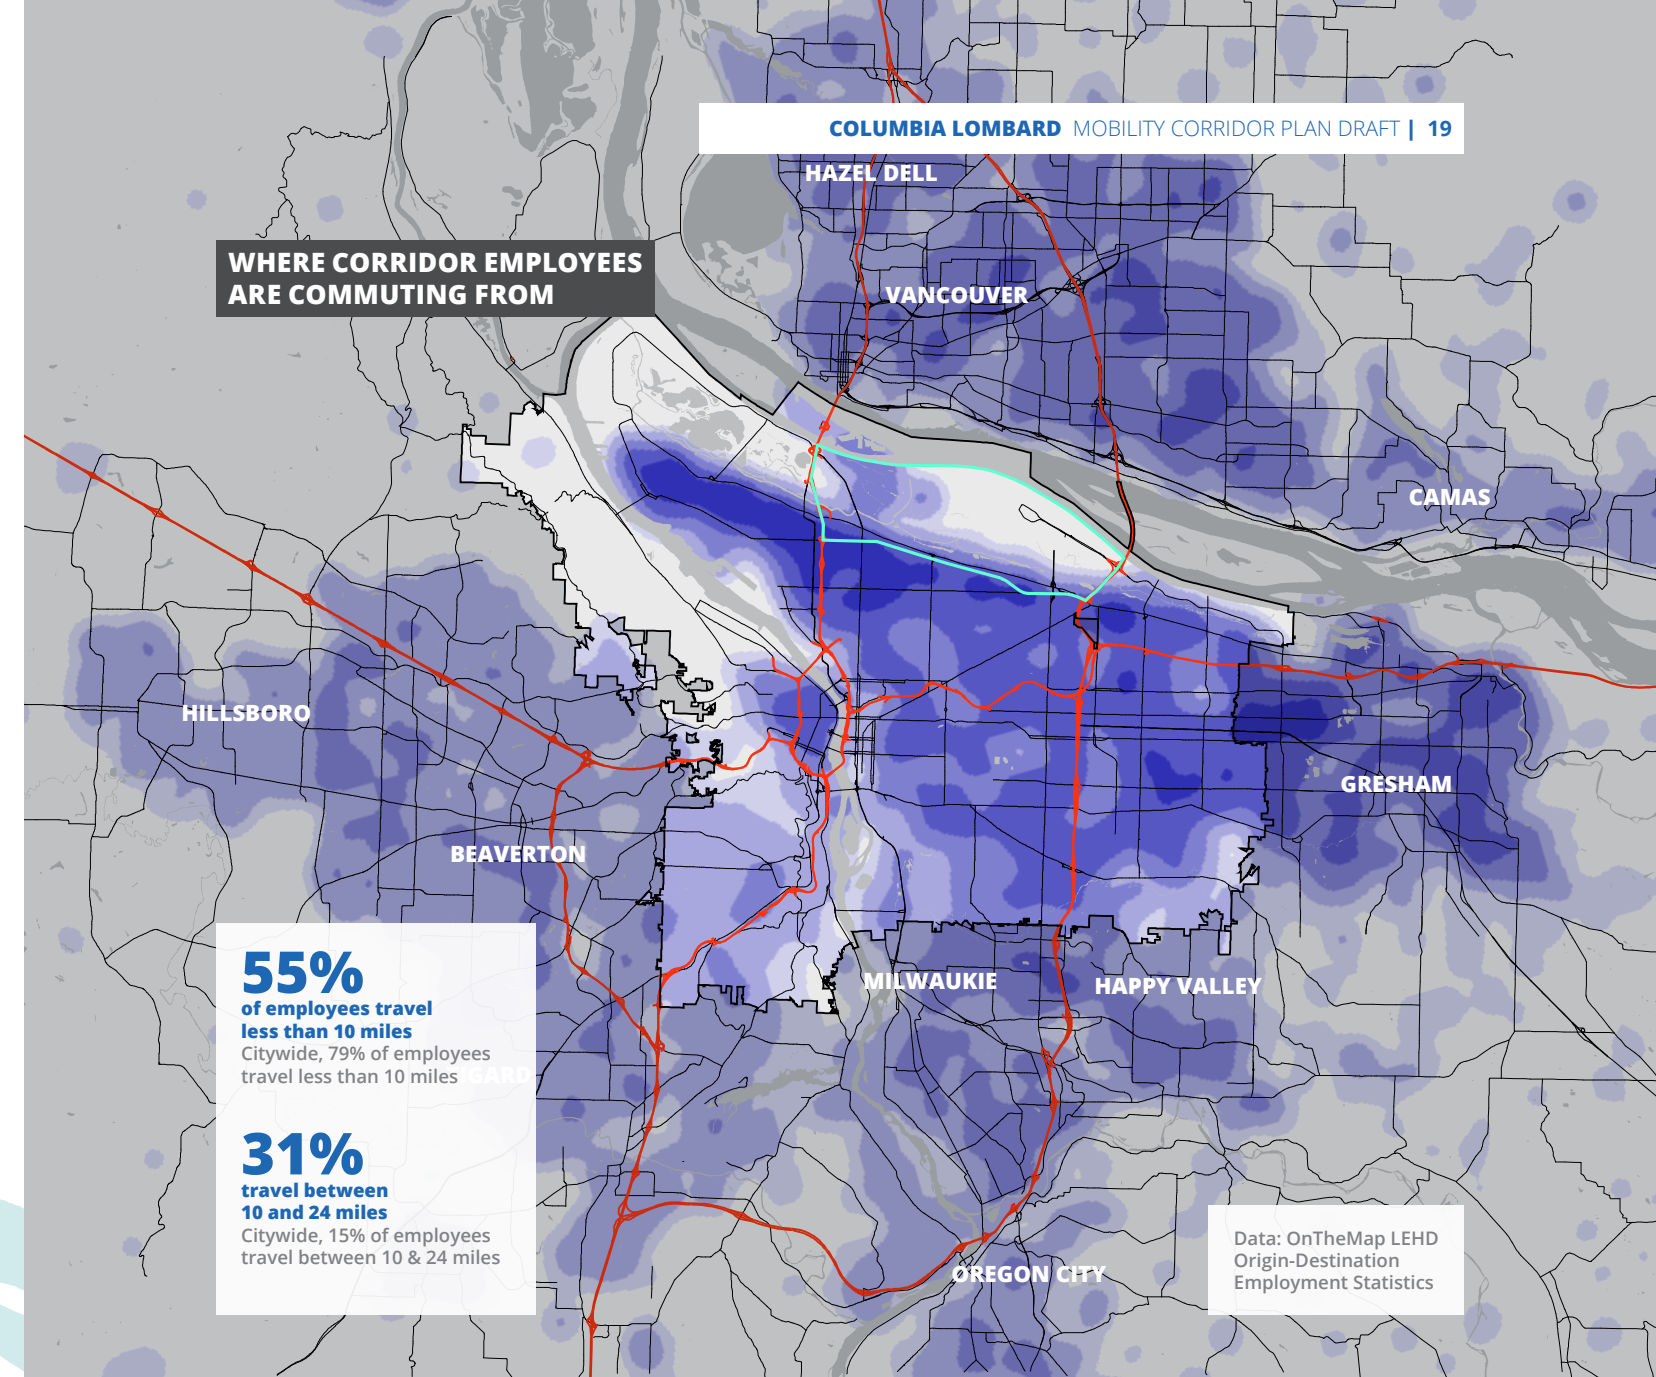 COLUMBIA LOMBARD MOBILITY CORRIDOR PLAN DRAFT | 19
HAZEL DELL
WHERE CORRIDOR EMPLOYEES
ARE COMMUTING FROM
VANCOUVER
CAMAS
HILLSBORO
GRESHAM
BEAVERTON
MILWAUKIE
HAPPY VALLEY
55%
of employees travel
less than 10 miles
Citywide, 79% of employees
travel less than 10 miles
31%
travel between
10 and 24 miles
Citywide, 15% of employees
travel between 10 & 24 miles
OREGON CITY
Data: OnTheMap LEHD
Origin-Destination
Employment Statistics